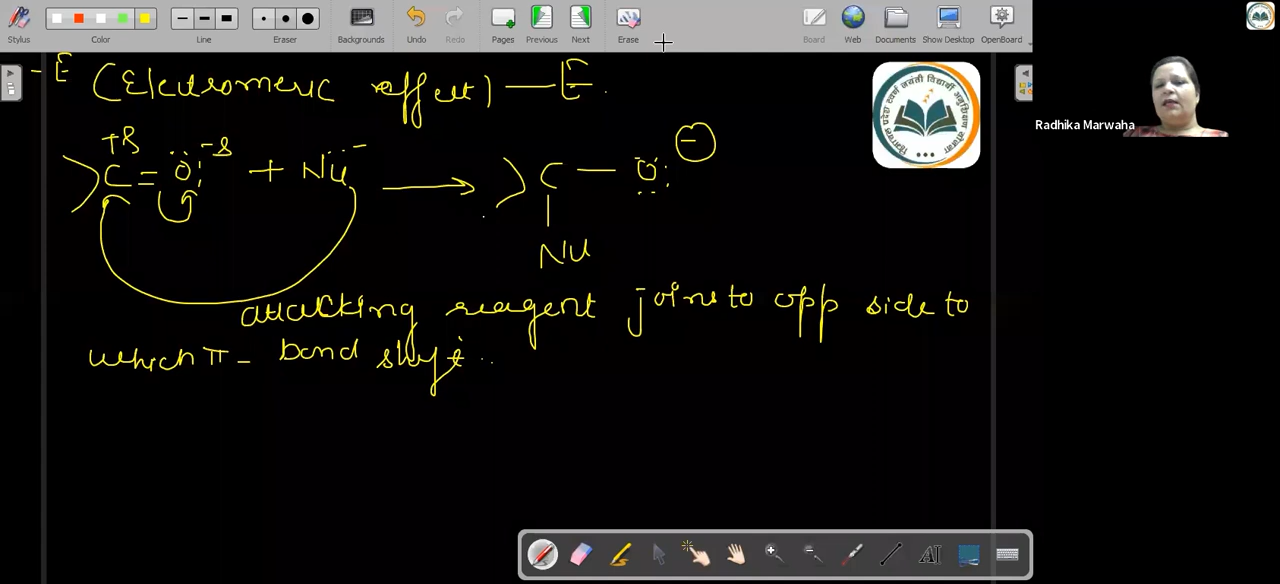 Stylus Color Line Eraser Backgrounds Undo Redo Pages Previous Next Erase Board Web Documents Show Desktop OpenBoard
-E (Electromeric effect) — E.
+δ -δ
>C = Ö: + Nu⁻ → >C — Ö: ⊖
Nu
attacking reagent joins to opp side to
which π- bond shift ..
Radhika Marwaha
AI